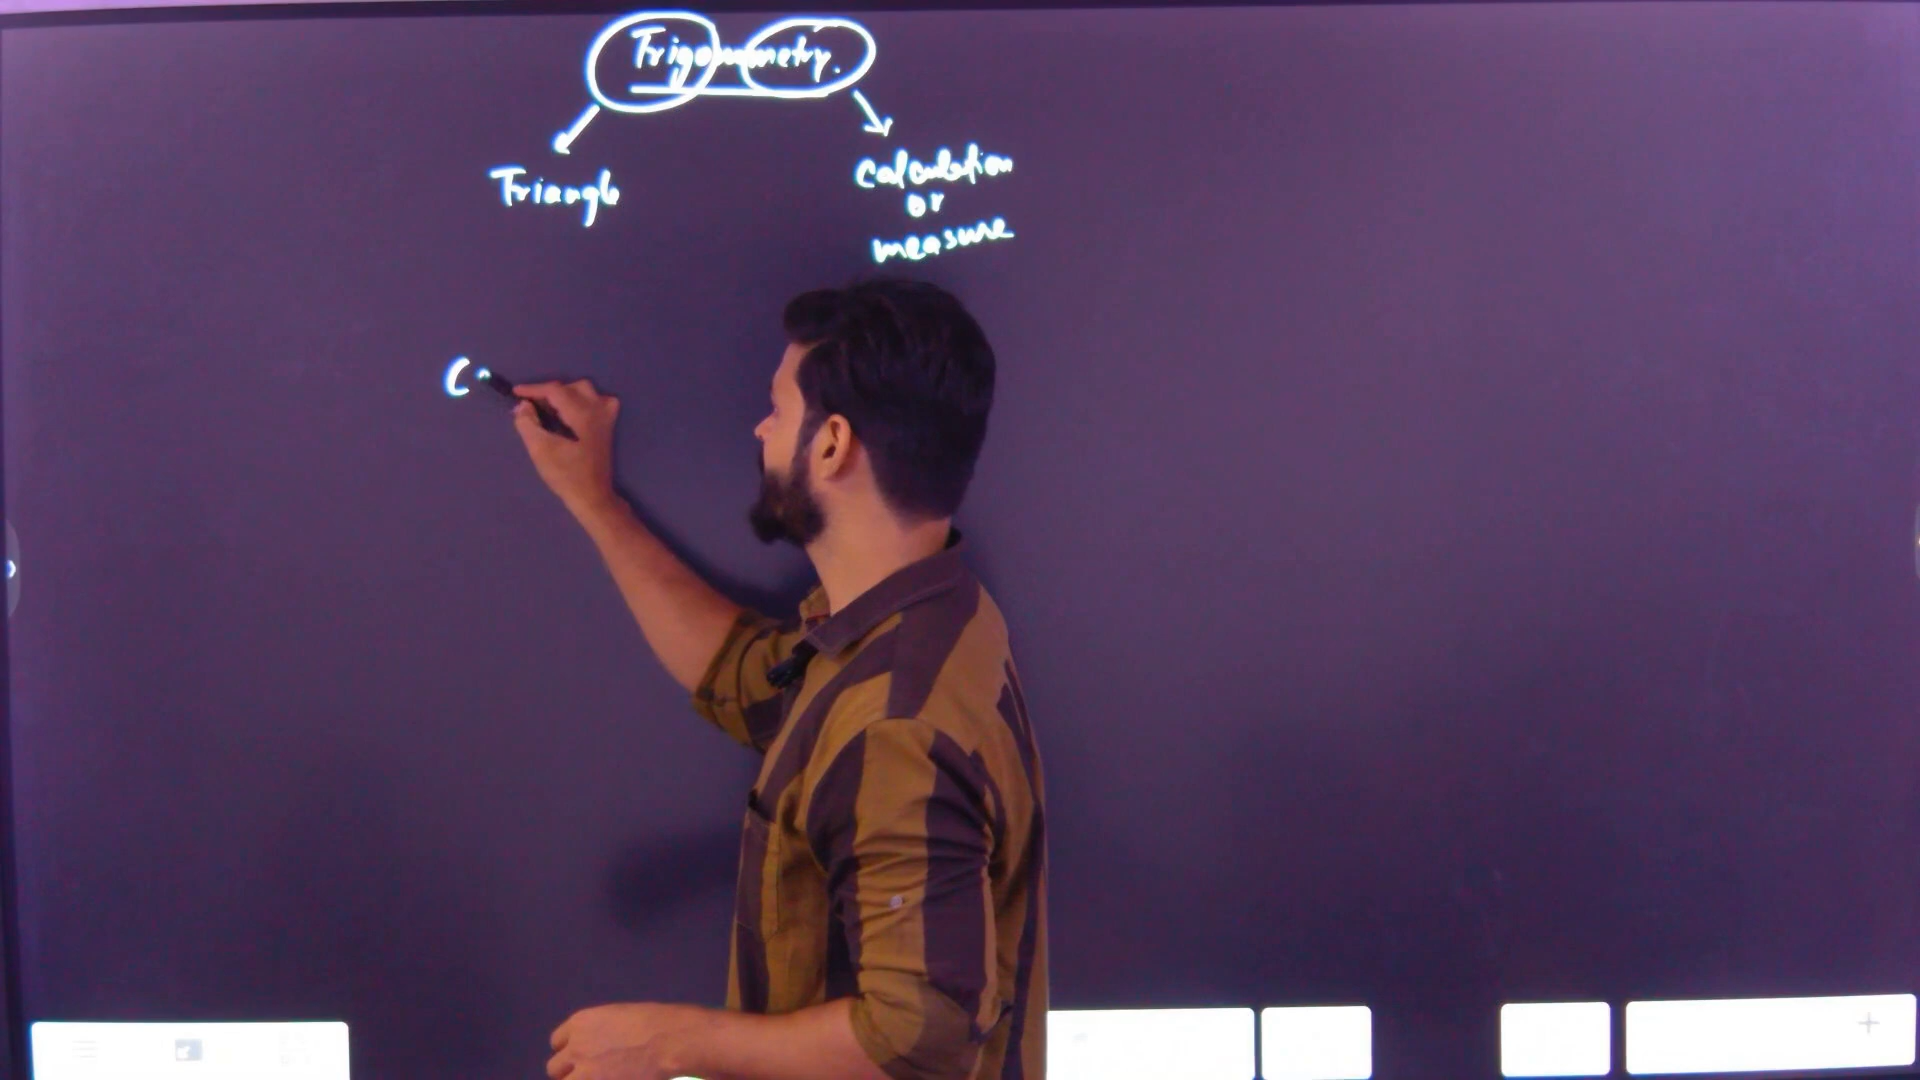 Trigonometry.
Triangle
Calculation
or
measure
C